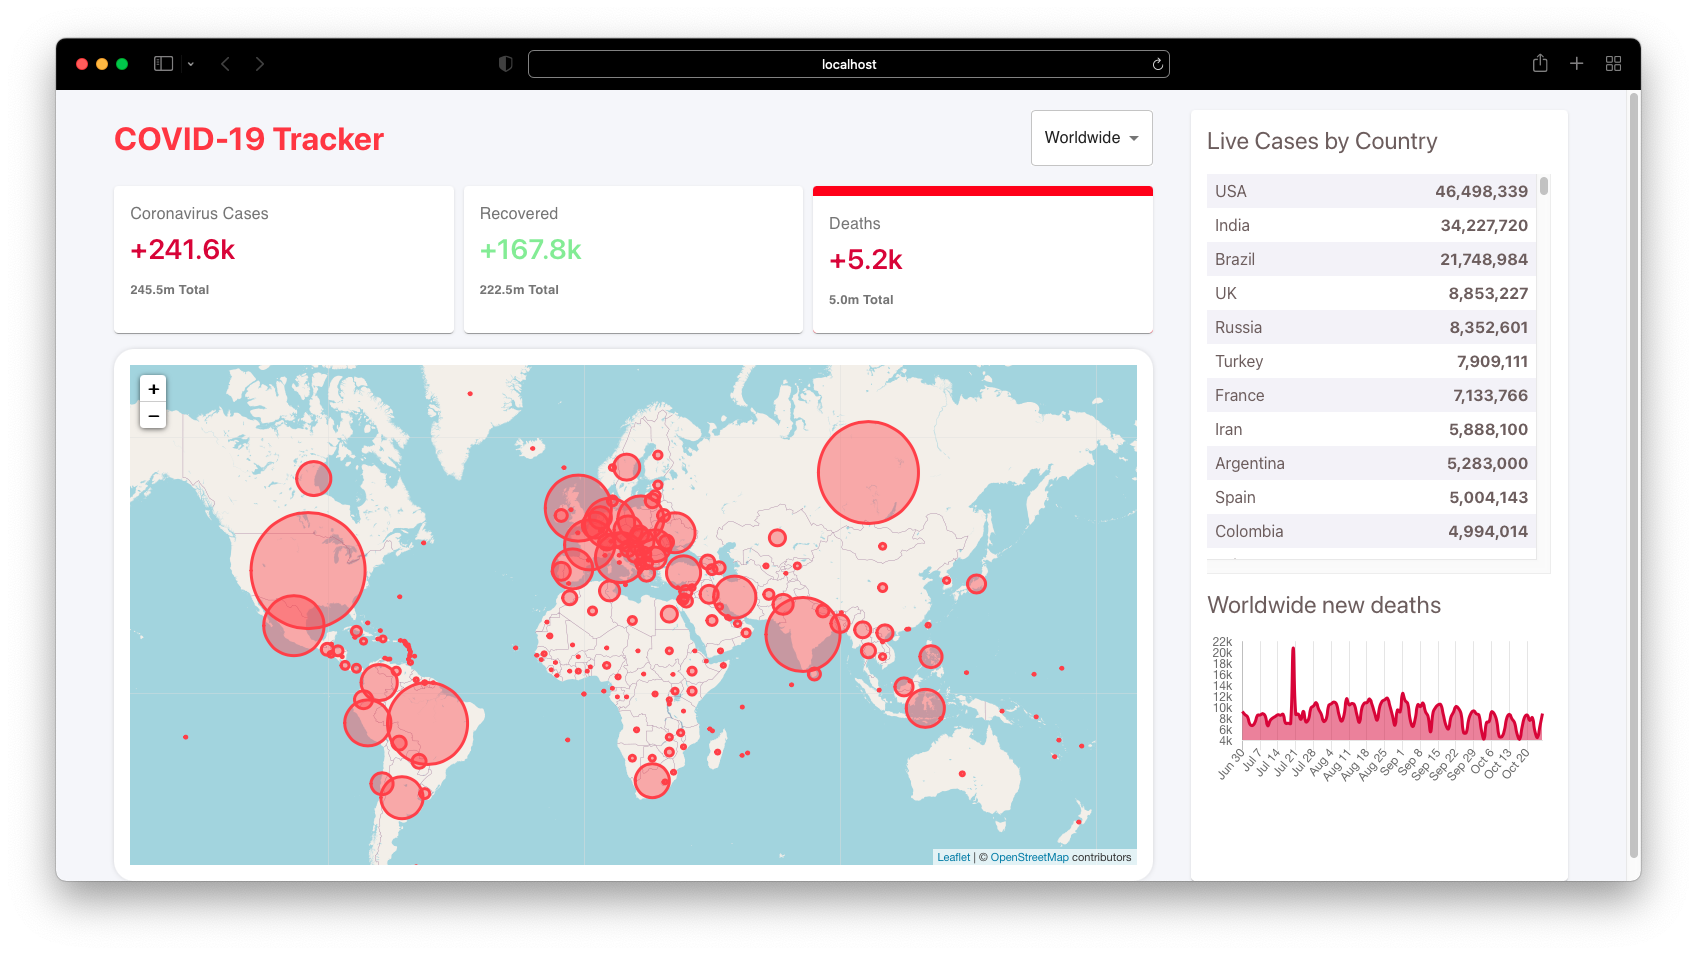 localhost
COVID-19 Tracker
Worldwide
Coronavirus Cases
+241.6k
245.5m Total
Recovered
+167.8k
222.5m Total
Deaths
+5.2k
5.0m Total
+
−
Leaflet | © OpenStreetMap contributors
Live Cases by Country
USA 46,498,339
India 34,227,720
Brazil 21,748,984
UK 8,853,227
Russia 8,352,601
Turkey 7,909,111
France 7,133,766
Iran 5,888,100
Argentina 5,283,000
Spain 5,004,143
Colombia 4,994,014
Worldwide new deaths
22k
20k
18k
16k
14k
12k
10k
8k
6k
4k
Jun 30
Jul 7
Jul 14
Jul 21
Jul 28
Aug 4
Aug 11
Aug 18
Aug 25
Sep 1
Sep 8
Sep 15
Sep 22
Sep 29
Oct 6
Oct 13
Oct 20